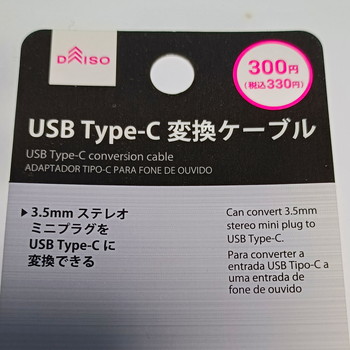 DAISO
300円
(税込330円)
USB Type-C 変換ケーブル
USB Type-C conversion cable
ADAPTADOR TIPO-C PARA FONE DE OUVIDO
▶ 3.5mm ステレオ
ミニプラグを
USB Type-C に
変換できる
Can convert 3.5mm
stereo mini plug to
USB Type-C.
Para converter a
entrada USB Tipo-C a
uma entrada de
fone de ouvido